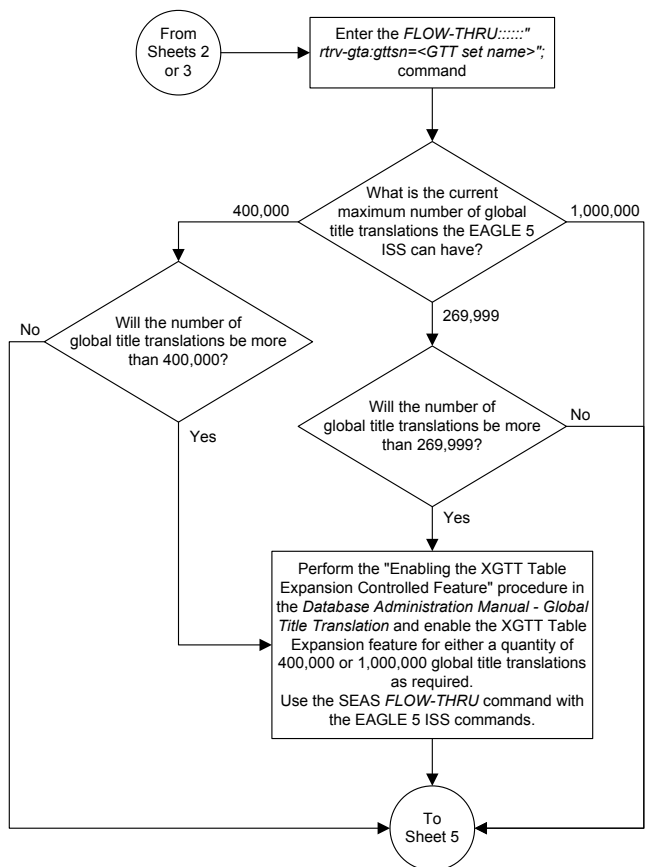 From
Sheets 2
or 3
Enter the FLOW-THRU::::::"
rtrv-gta:gttsn=<GTT set name>";
command
What is the current
maximum number of global
title translations the EAGLE 5
ISS can have?
400,000
1,000,000
269,999
Will the number of
global title translations be more
than 400,000?
No
Yes
Will the number of
global title translations be more
than 269,999?
No
Yes
Perform the "Enabling the XGTT Table
Expansion Controlled Feature" procedure in
the Database Administration Manual - Global
Title Translation and enable the XGTT Table
Expansion feature for either a quantity of
400,000 or 1,000,000 global title translations
as required.
Use the SEAS FLOW-THRU command with
the EAGLE 5 ISS commands.
To
Sheet 5